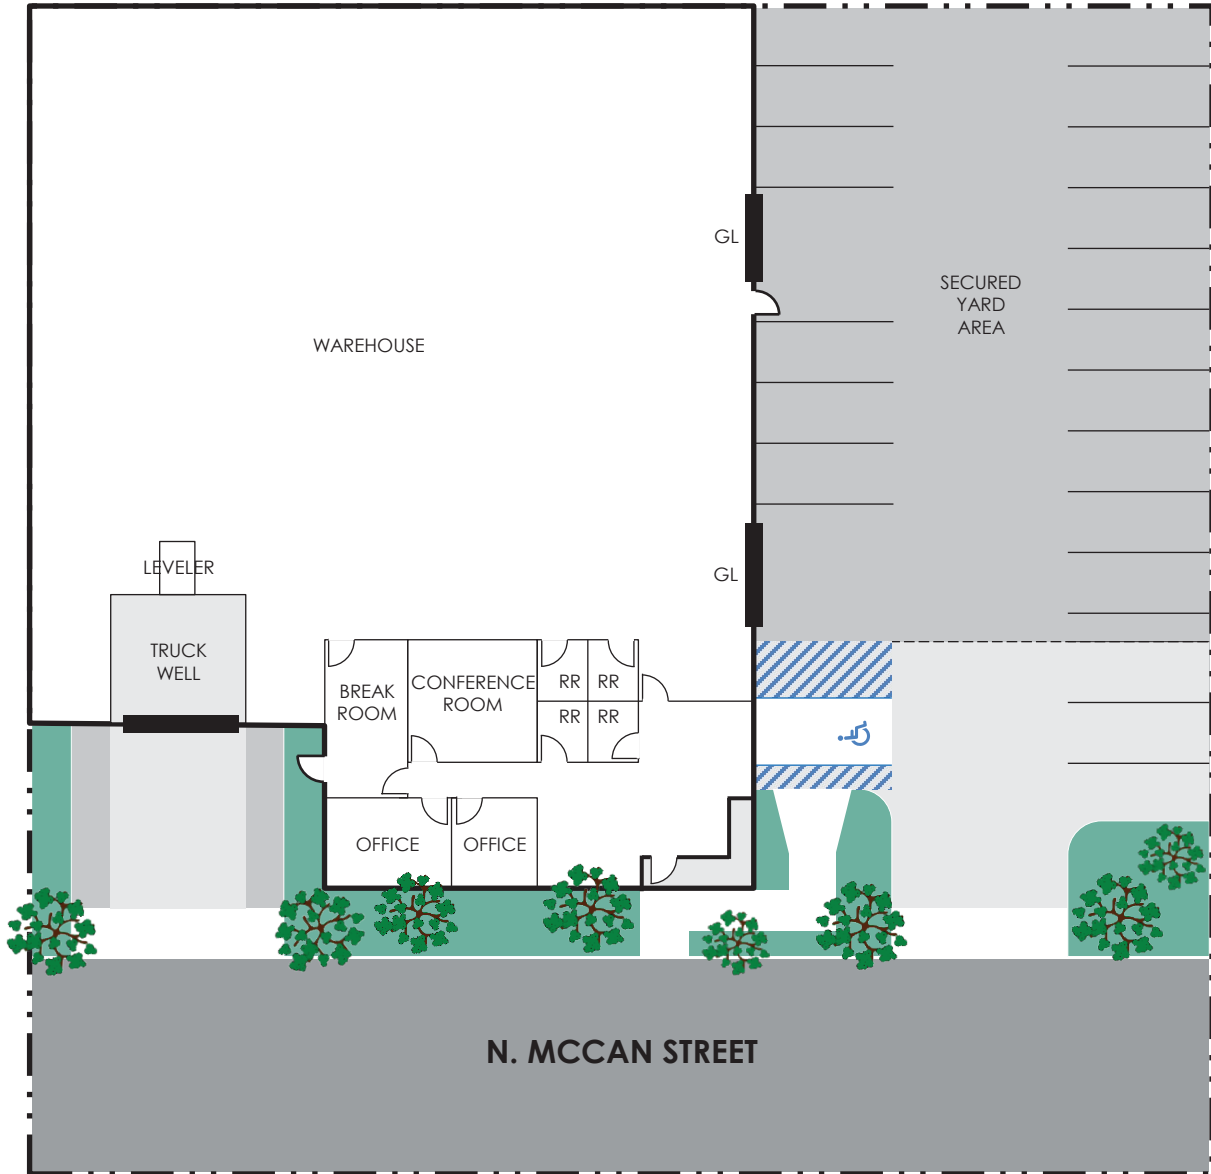 GL
SECURED
YARD
AREA
WAREHOUSE
LEVELER
GL
TRUCK
WELL
BREAK
ROOM
CONFERENCE
ROOM
RR
RR
RR
RR
OFFICE
OFFICE
N. MCCAN STREET